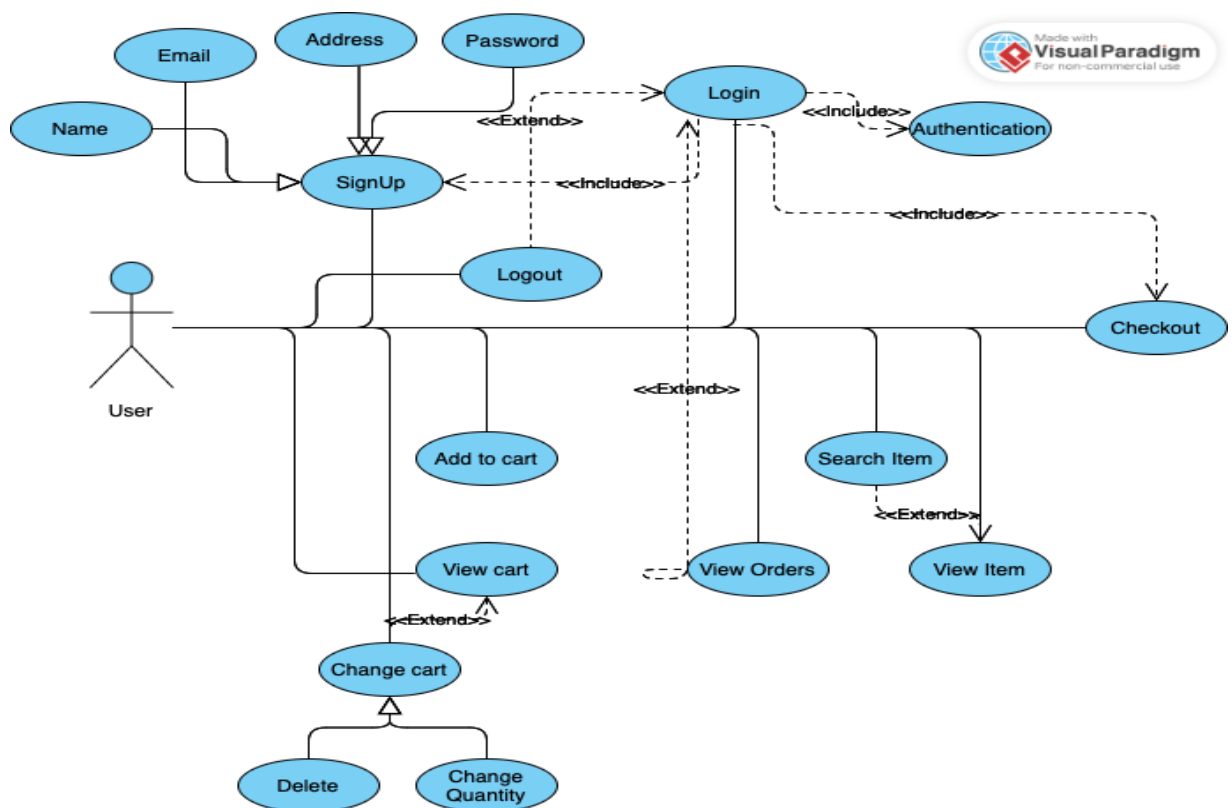 Made with
Visual Paradigm
For non-commercial use
Address
Password
Email
Name
Login
<<Extend>>
<<Include>>
Authentication
SignUp
<<Include>>
<<Include>>
Logout
Checkout
User
<<Extend>>
Add to cart
Search Item
<<Extend>>
View cart
View Orders
View Item
<<Extend>>
Change cart
Delete
Change
Quantity